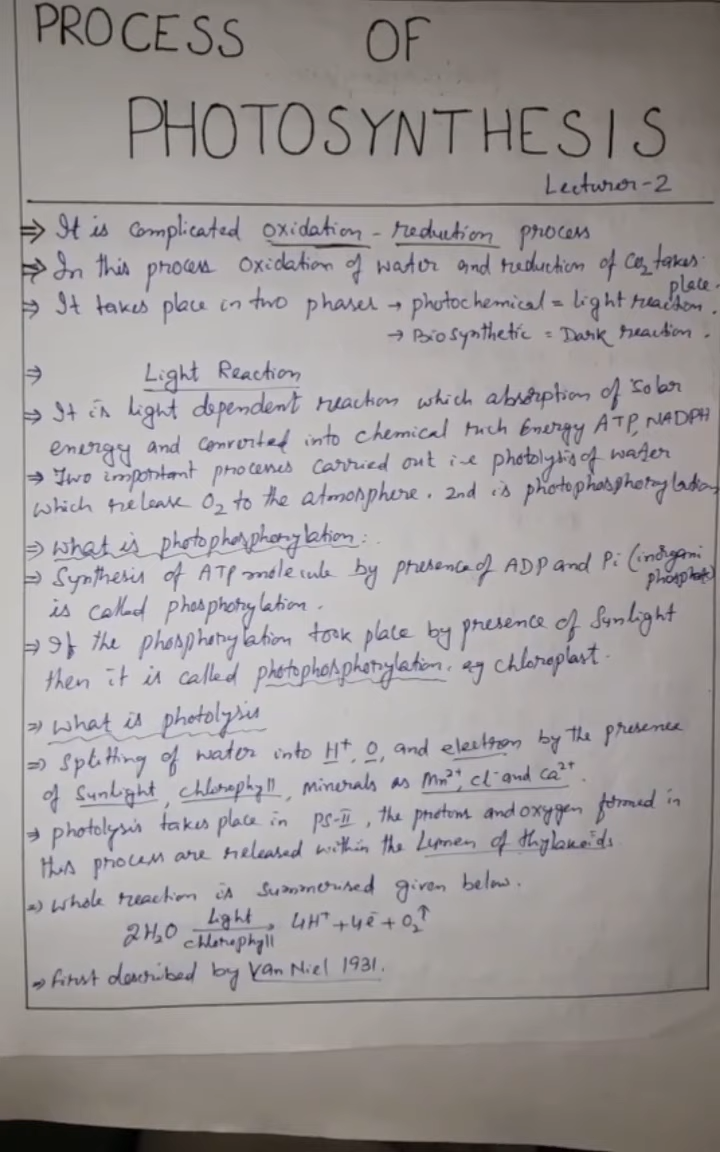 PROCESS OF
PHOTOSYNTHESIS
Lecturer-2
⇒ It is complicated oxidation - reduction process
⇒ In this process oxidation of water and reduction of CO₂ takes place.
⇒ It takes place in two phases → photochemical = light reaction.
→ Biosynthetic = Dark reaction.
⇒ Light Reaction
⇒ It is light dependent reaction which absorption of solar
energy and converted into chemical rich Energy ATP, NADPH
⇒ Two important processes carried out i.e photolysis of water
which release O₂ to the atmosphere. 2nd is photophosphorylation
⇒ what is photophosphorylation:.
⇒ Synthesis of ATP molecule by presence of ADP and Pi (inorgani phosphate)
is called phosphorylation.
⇒ If the phosphorylation took place by presence of Sunlight
then it is called photophosphorylation. eg chloroplast.
⇒ what is photolysis
⇒ Splitting of water into H⁺, O, and electron by the presence
of Sunlight, chlorophyll, minerals as Mn²⁺, Cl⁻ and Ca²⁺.
⇒ photolysis takes place in PS-II, the protons and oxygen formed in
this process are released within the Lumen of thylakoids.
⇒ whole reaction is summerised given below.
2H₂O Light/chlorophyll → 4H⁺ + 4e⁻ + O₂↑
⇒ first described by Van Niel 1931.